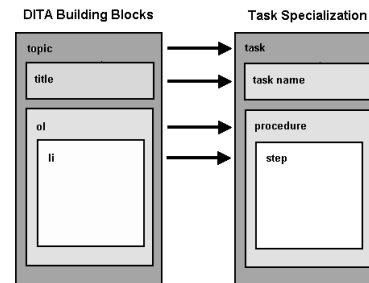 DITA Building Blocks Task Specialization
topic task
title task name
ol procedure
li step